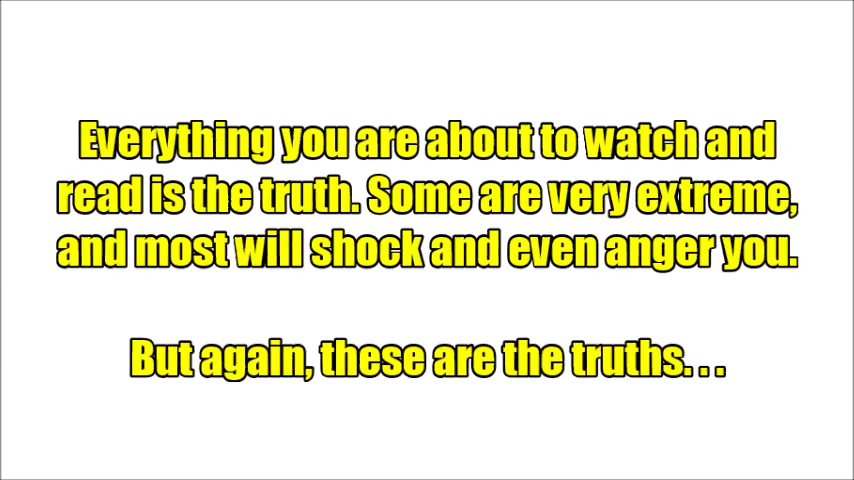 Everything you are about to watch and
read is the truth. Some are very extreme,
and most will shock and even anger you.
But again, these are the truths. . .